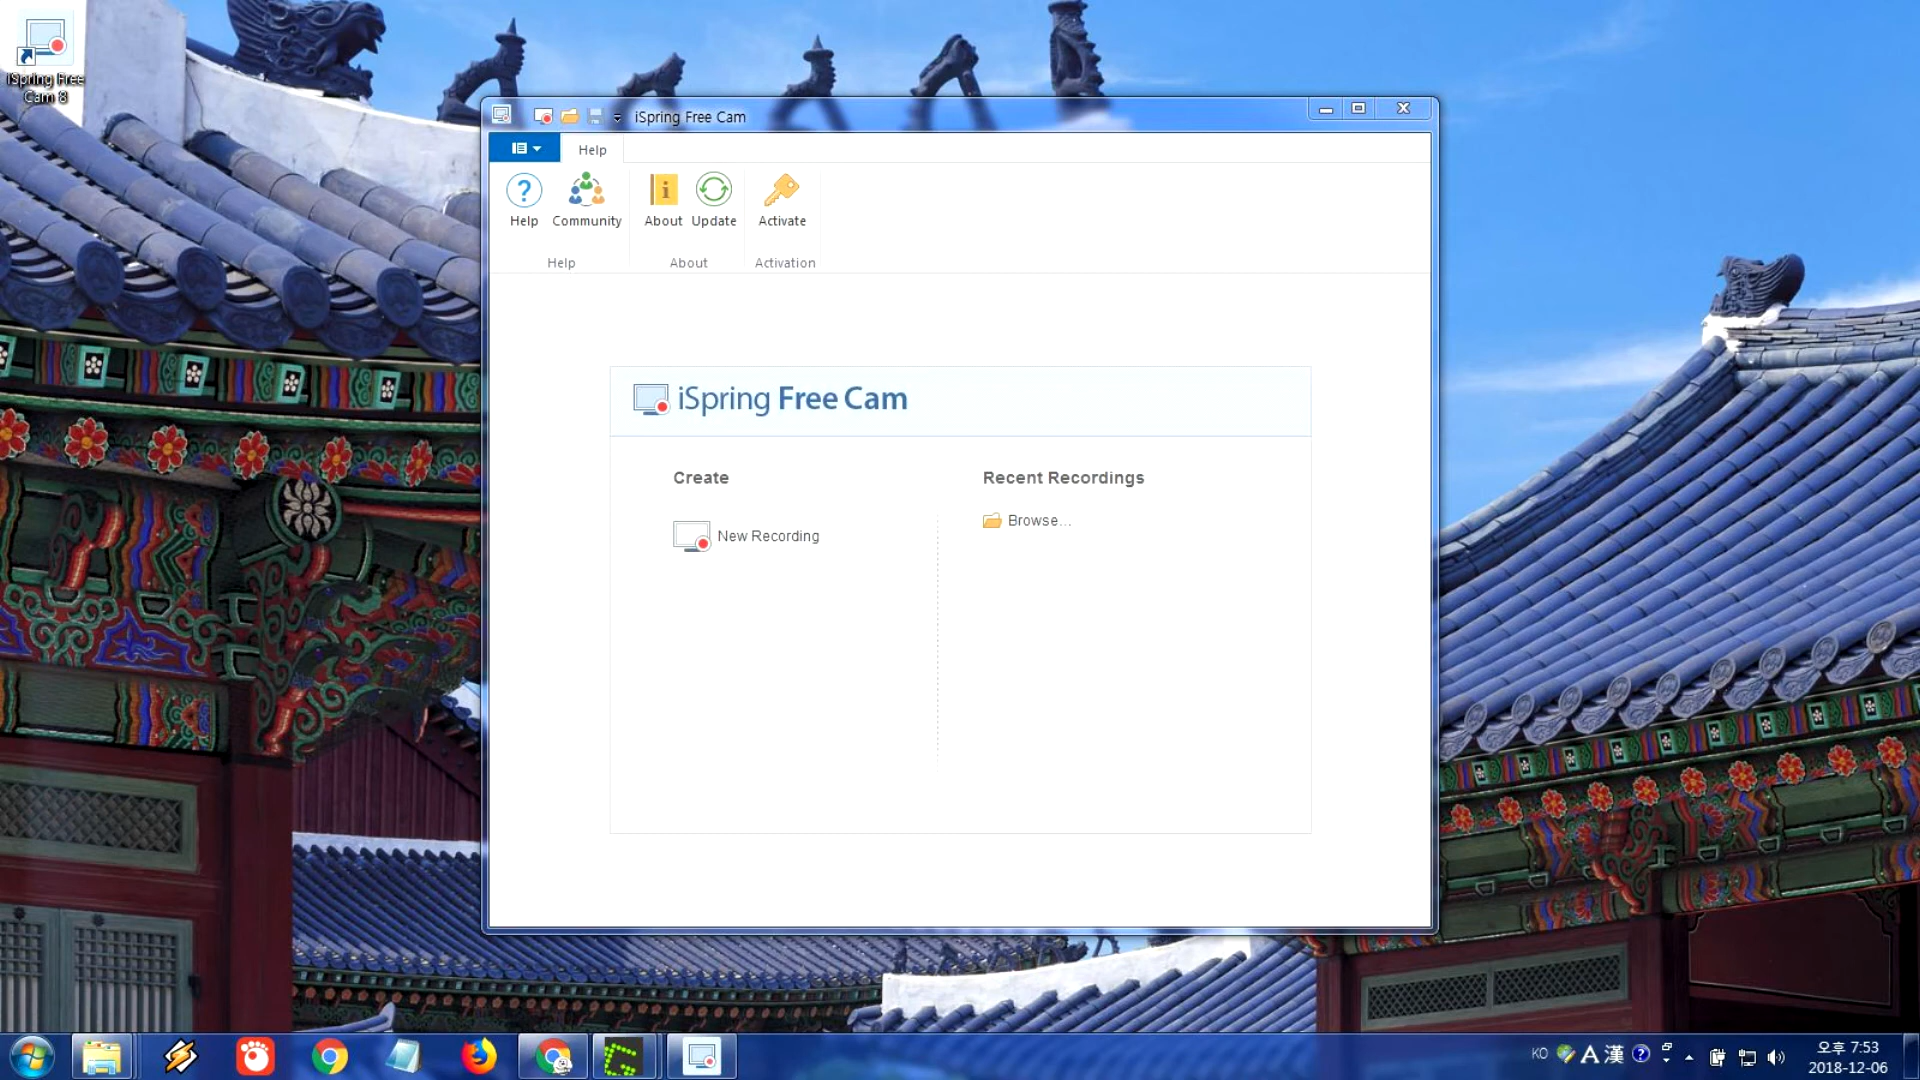 iSpring Free
Cam 8
iSpring Free Cam
Help
Help
Community
About
Update
Activate
Help
About
Activation
iSpring Free Cam
Create
Recent Recordings
New Recording
Browse...
KO
A 漢
오후 7:53
2018-12-06